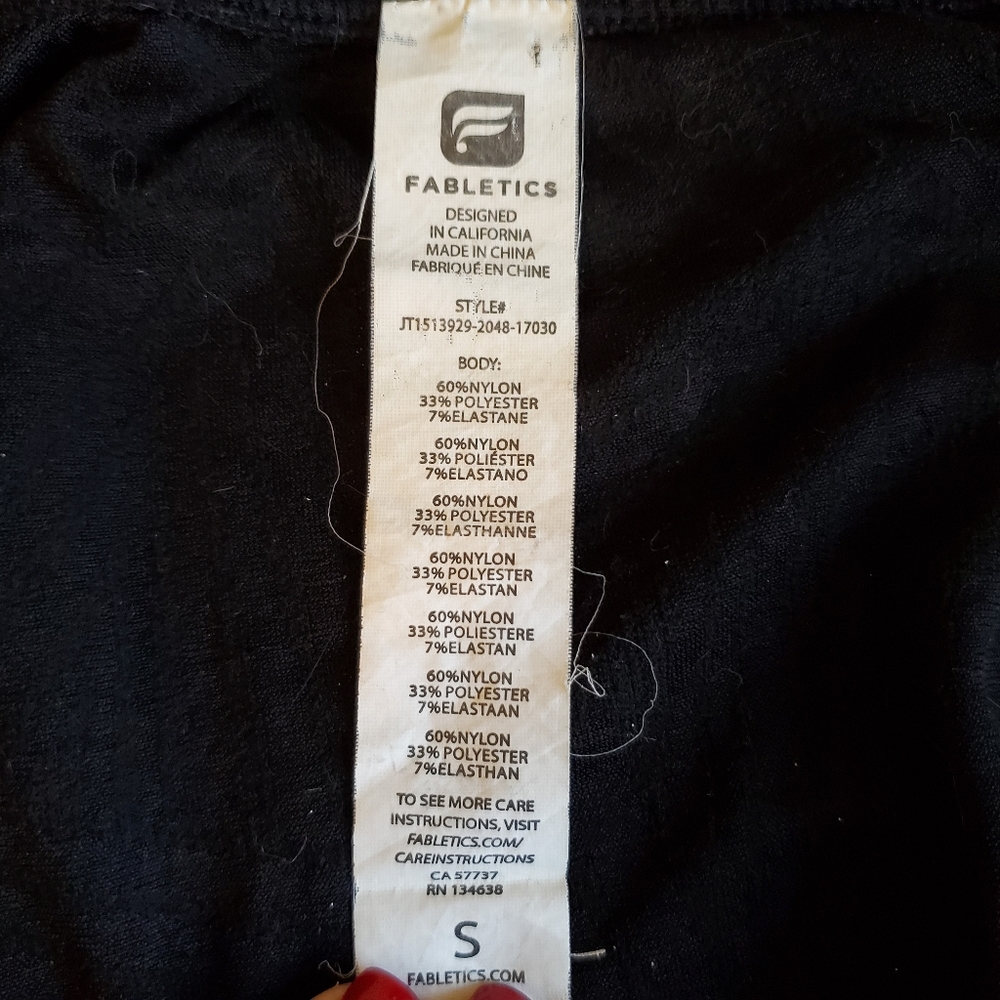 FABLETICS
DESIGNED
IN CALIFORNIA
MADE IN CHINA
FABRIQUÉ EN CHINE
STYLE#
JT1513929-2048-17030
BODY:
60%NYLON
33% POLYESTER
7%ELASTANE
60%NYLON
33% POLIÉSTER
7%ELASTANO
60%NYLON
33% POLYESTER
7%ELASTHANNE
60%NYLON
33% POLYESTER
7%ELASTAN
60%NYLON
33% POLIESTERE
7%ELASTAN
60%NYLON
33% POLYESTER
7%ELASTAAN
60%NYLON
33% POLYESTER
7%ELASTHAN
TO SEE MORE CARE
INSTRUCTIONS, VISIT
FABLETICS.COM/
CAREINSTRUCTIONS
CA 57737
RN 134638
S
FABLETICS.COM